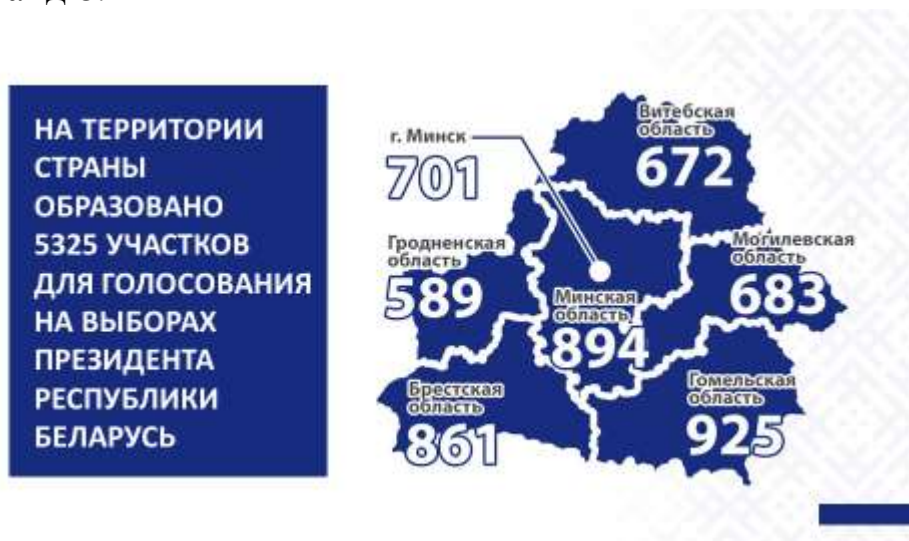 НА ТЕРРИТОРИИ
СТРАНЫ
ОБРАЗОВАНО
5325 УЧАСТКОВ
ДЛЯ ГОЛОСОВАНИЯ
НА ВЫБОРАХ
ПРЕЗИДЕНТА
РЕСПУБЛИКИ
БЕЛАРУСЬ
Витебская
область
672
г. Минск
701
Гродненская
область
589
Могилевская
область
683
Минская
область
894
Брестская
область
861
Гомельская
область
925